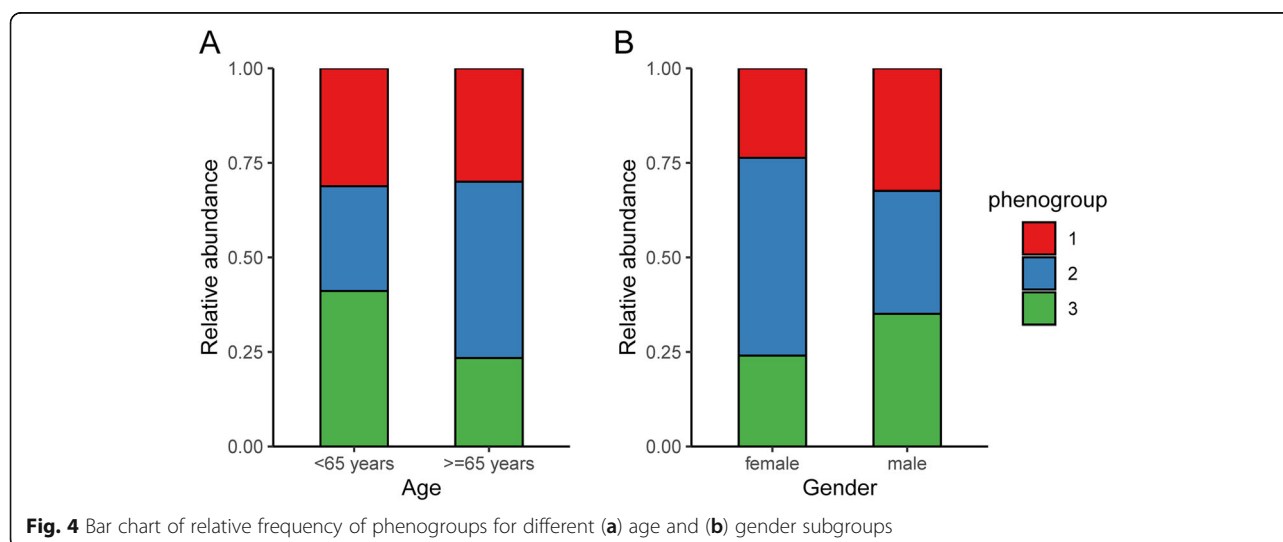 A
1.00
0.75
0.50
0.25
0.00
Relative abundance
<65 years
>=65 years
Age
B
1.00
0.75
0.50
0.25
0.00
Relative abundance
female
male
Gender
phenogroup
1
2
3
Fig. 4 Bar chart of relative frequency of phenogroups for different (a) age and (b) gender subgroups